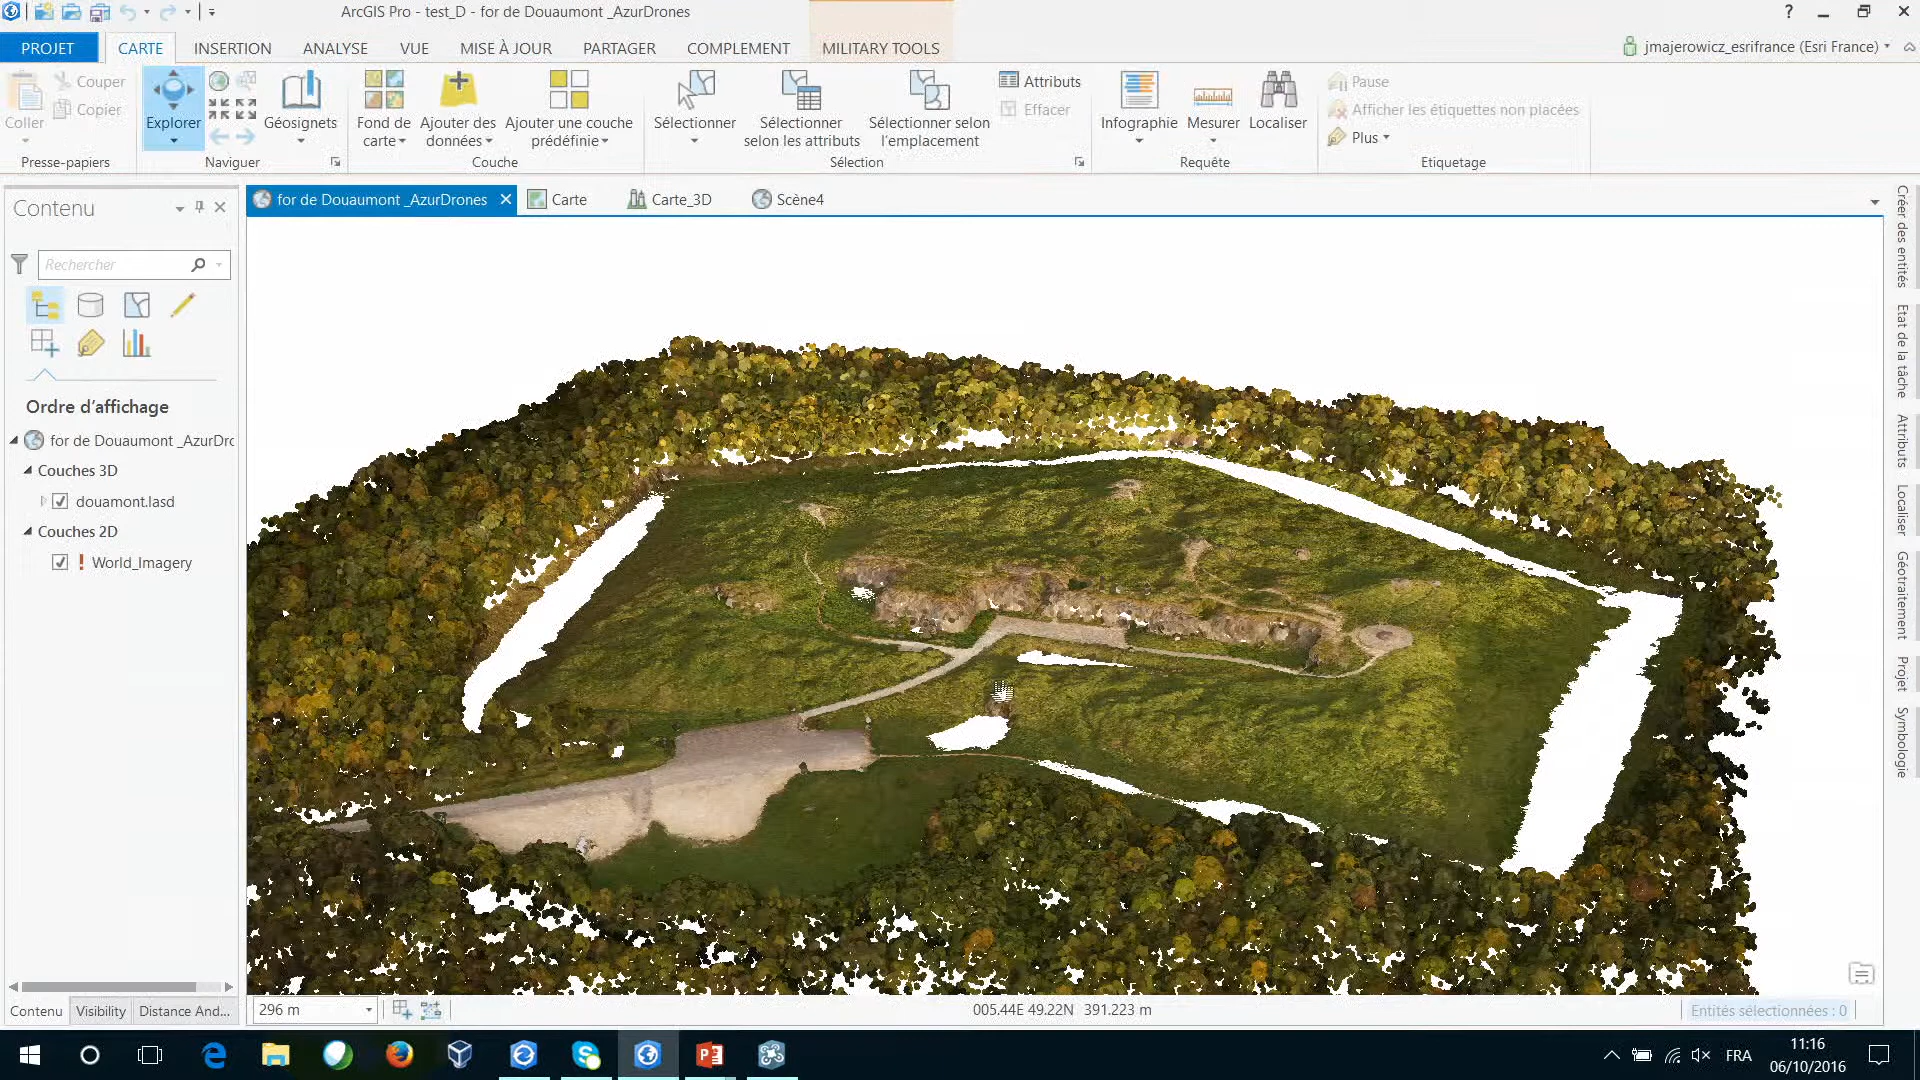 ArcGIS Pro - test_D - for de Douaumont _AzurDrones
?
PROJET
CARTE
INSERTION
ANALYSE
VUE
MISE À JOUR
PARTAGER
COMPLEMENT
MILITARY TOOLS
jmajerowicz_esrifrance (Esri France)
Coller
Couper
Copier
Presse-papiers
Explorer
Géosignets
Naviguer
Fond de
carte
Ajouter des
données
Ajouter une couche
prédéfinie
Couche
Sélectionner
Sélectionner
selon les attributs
Sélectionner selon
l'emplacement
Attributs
Effacer
Sélection
Infographie
Mesurer
Localiser
Requête
Pause
Afficher les étiquettes non placées
Plus
Etiquetage
Contenu
Rechercher
Ordre d'affichage
for de Douaumont _AzurDro
Couches 3D
douamont.lasd
Couches 2D
! World_Imagery
Contenu
Visibility
Distance And...
for de Douaumont _AzurDrones
Carte
Carte_3D
Scène4
296 m
005.44E 49.22N 391.223 m
Entités sélectionnées : 0
Créer des entités
Etat de la tâche
Attributs
Localiser
Géotraitement
Projet
Symbologie
FRA
11:16
06/10/2016